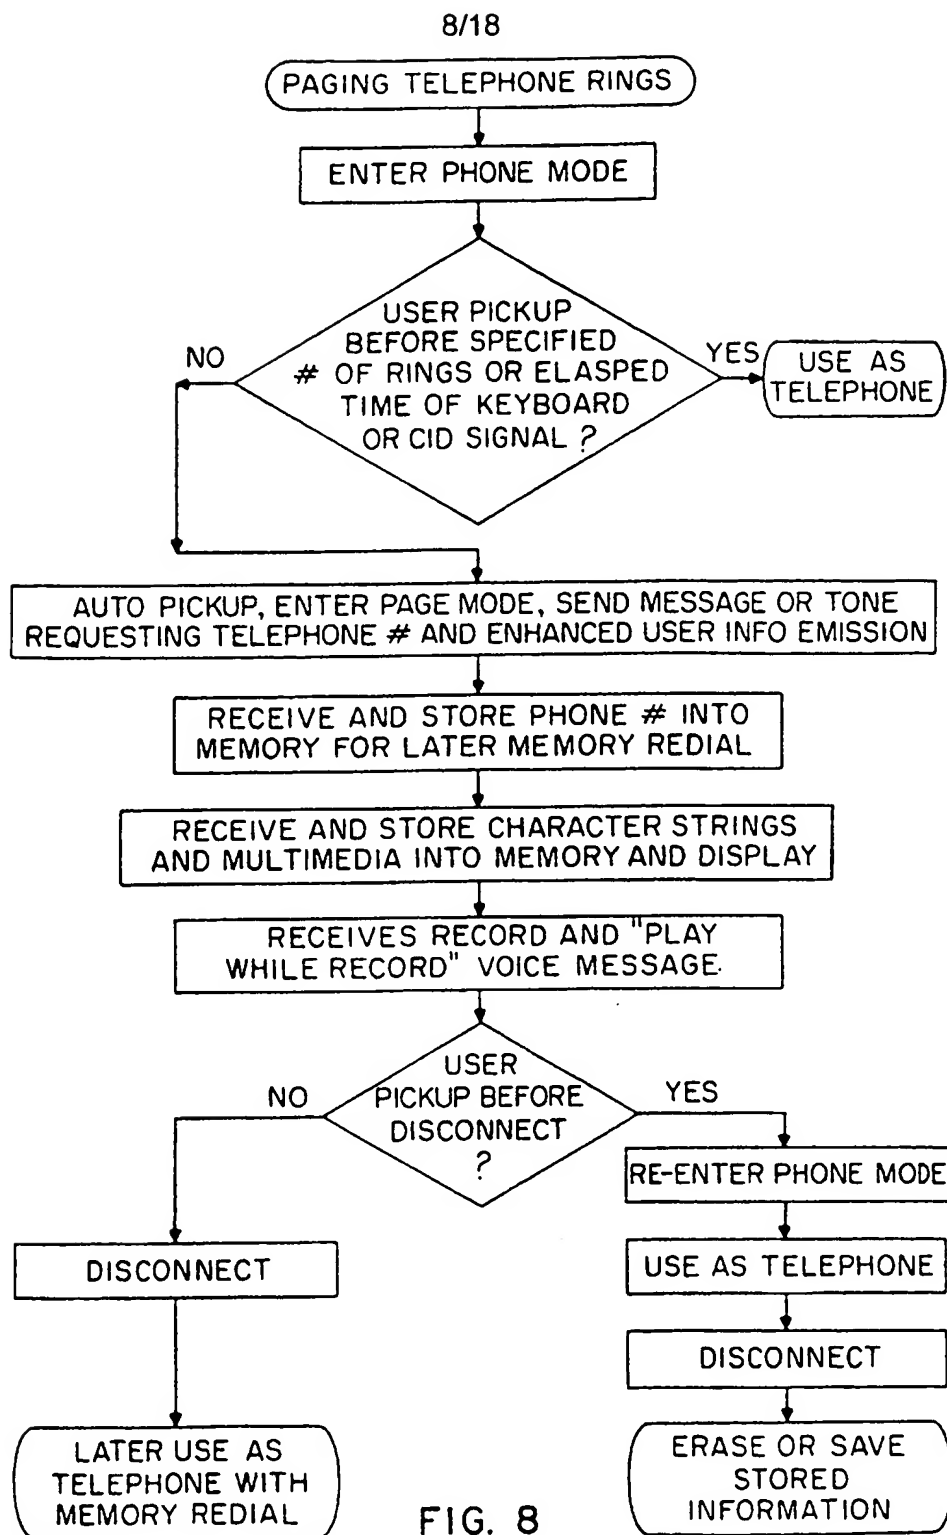 8/18
PAGING TELEPHONE RINGS
ENTER PHONE MODE
USER PICKUP
BEFORE SPECIFIED
# OF RINGS OR ELASPED
TIME OF KEYBOARD
OR CID SIGNAL ?
NO
YES
USE AS
TELEPHONE
AUTO PICKUP, ENTER PAGE MODE, SEND MESSAGE OR TONE
REQUESTING TELEPHONE # AND ENHANCED USER INFO EMISSION
RECEIVE AND STORE PHONE # INTO
MEMORY FOR LATER MEMORY REDIAL
RECEIVE AND STORE CHARACTER STRINGS
AND MULTIMEDIA INTO MEMORY AND DISPLAY
RECEIVES RECORD AND "PLAY
WHILE RECORD" VOICE MESSAGE.
USER
PICKUP BEFORE
DISCONNECT
?
NO
YES
DISCONNECT
LATER USE AS
TELEPHONE WITH
MEMORY REDIAL
RE-ENTER PHONE MODE
USE AS TELEPHONE
DISCONNECT
ERASE OR SAVE
STORED
INFORMATION
FIG. 8